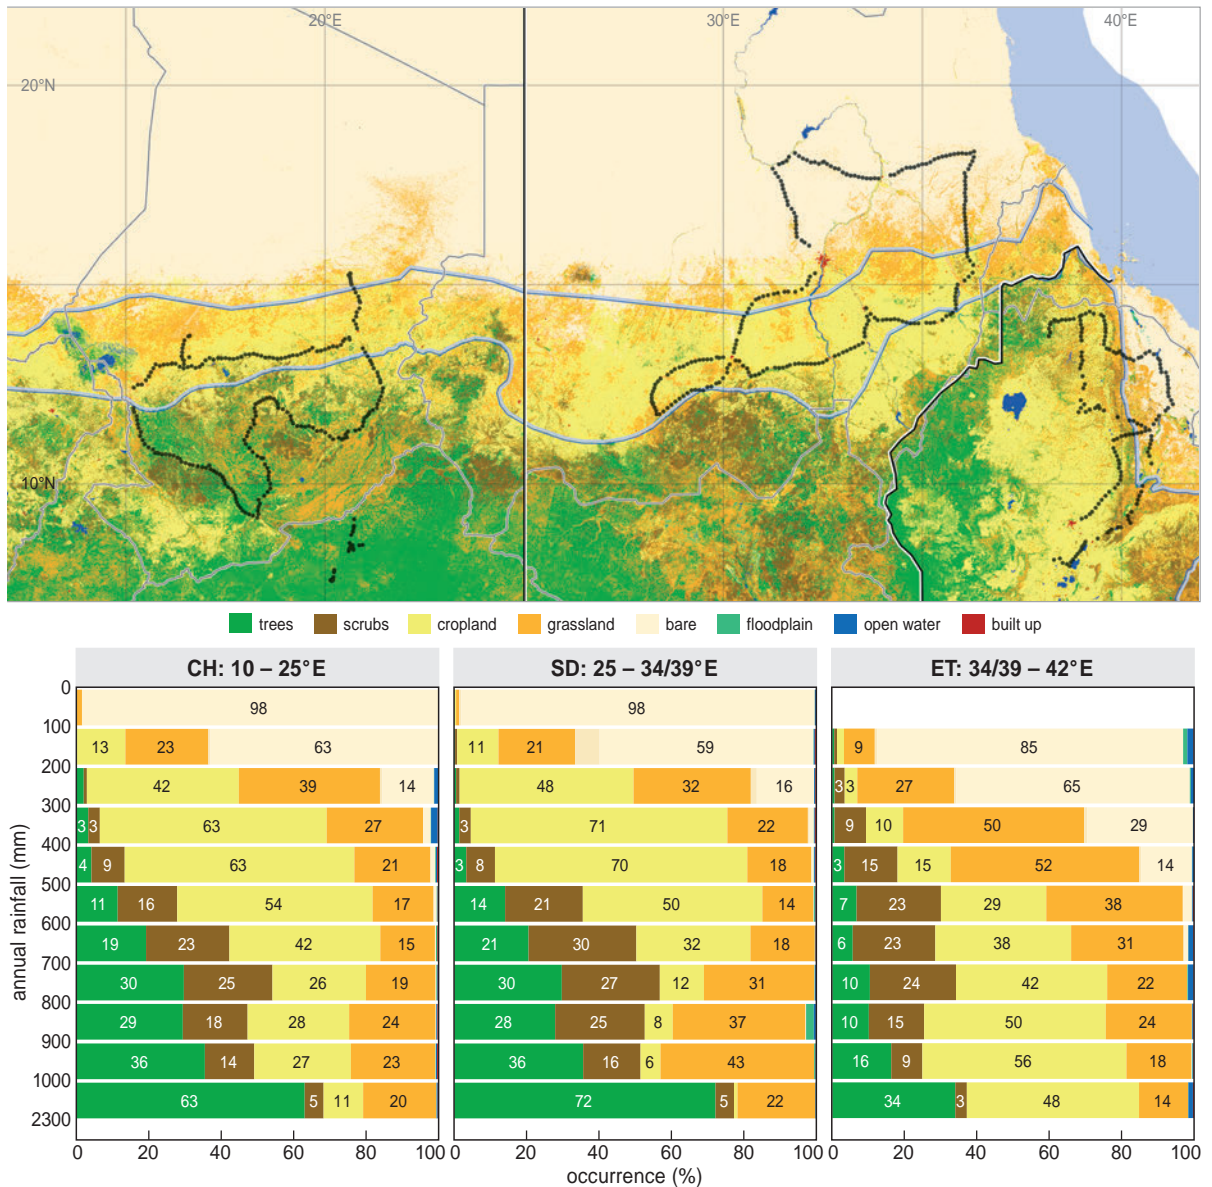 20°E 30°E 40°E
20°N
10°N
trees scrubs cropland grassland bare floodplain open water built up
CH: 10 – 25°E SD: 25 – 34/39°E ET: 34/39 – 42°E
0
98 98
100
13 23 63 11 21 59 9 85
200
42 39 14 48 32 16 3 3 27 65
300
3 3 63 27 3 71 22 9 10 50 29
400
4 9 63 21 3 8 70 18 3 15 15 52 14
500
11 16 54 17 14 21 50 14 7 23 29 38
600
19 23 42 15 21 30 32 18 6 23 38 31
700
30 25 26 19 30 27 12 31 10 24 42 22
800
29 18 28 24 28 25 8 37 10 15 50 24
900
36 14 27 23 36 16 6 43 16 9 56 18
1000
63 5 11 20 72 5 22 34 3 48 14
2300
annual rainfall (mm)
0 20 40 60 80 100 0 20 40 60 80 100 0 20 40 60 80 100
occurrence (%)